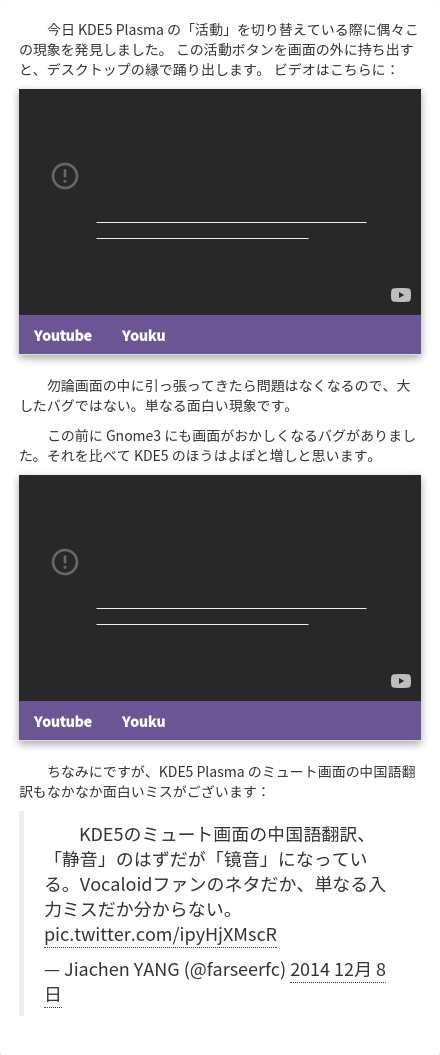 今日 KDE5 Plasma の「活動」を切り替えている際に偶々こ
の現象を発見しました。 この活動ボタンを画面の外に持ち出す
と、デスクトップの縁で踊り出します。 ビデオはこちらに：
Youtube Youku
勿論画面の中に引っ張ってきたら問題はなくなるので、大
したバグではない。単なる面白い現象です。
この前に Gnome3 にも画面がおかしくなるバグがありまし
た。それを比べて KDE5 のほうはよぽと増しと思います。
Youtube Youku
ちなみにですが、KDE5 Plasma のミュート画面の中国語翻
訳もなかなか面白いミスがございます：
KDE5のミュート画面の中国語翻訳、
「静音」のはずだが「镜音」になってい
る。Vocaloidファンのネタだか、単なる入
力ミスだか分からない。
pic.twitter.com/ipyHjXMscR
— Jiachen YANG (@farseerfc) 2014 12月 8
日